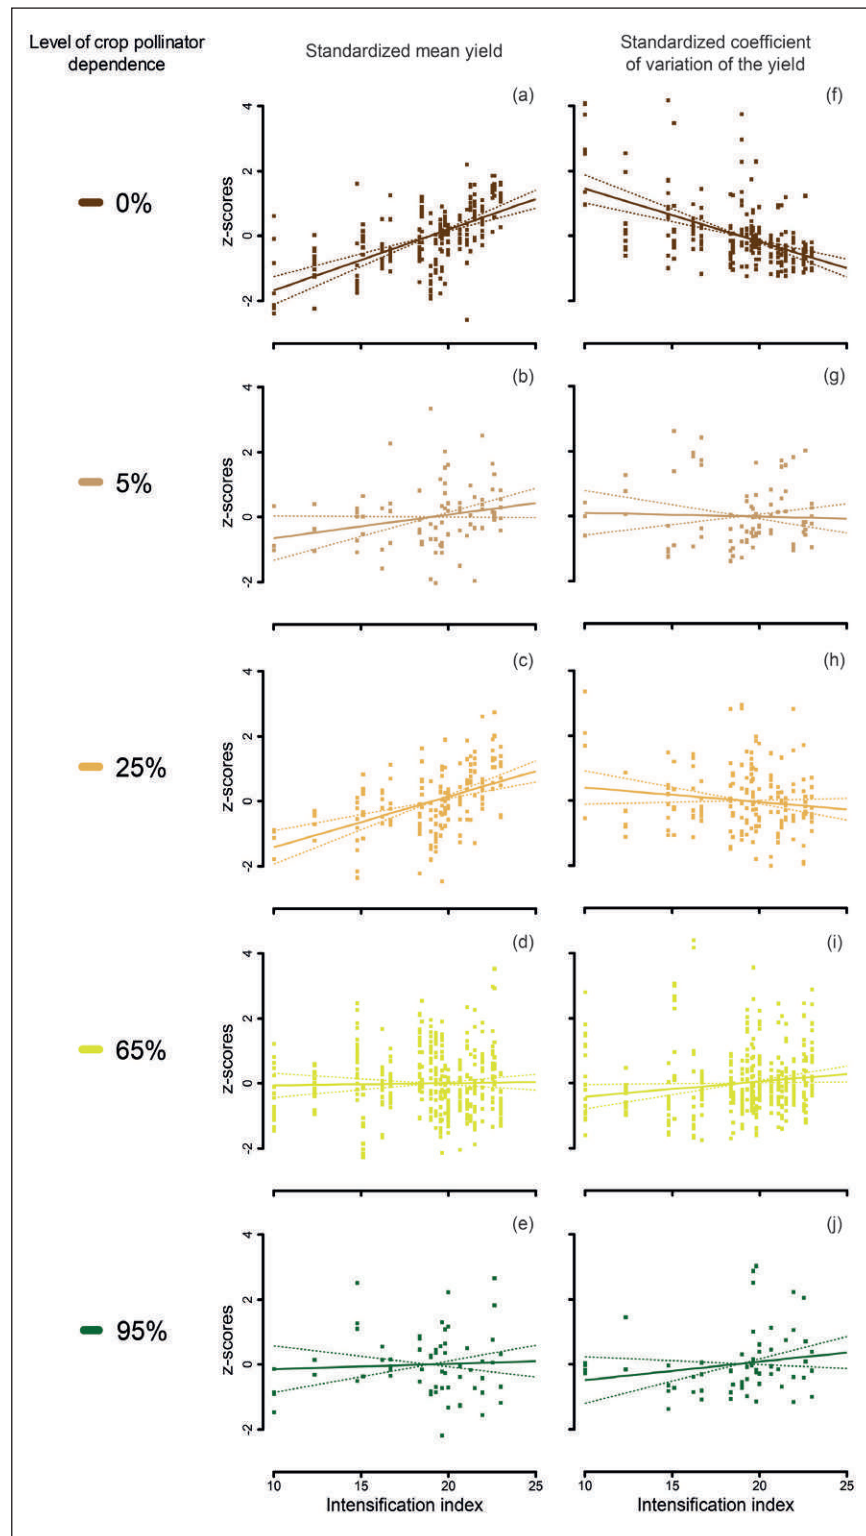 Level of crop pollinator
dependence
Standardized mean yield
Standardized coefficient
of variation of the yield
0%
(a)
z-scores
4
2
0
-2
(f)
5%
(b)
z-scores
4
2
0
-2
(g)
25%
(c)
z-scores
4
2
0
-2
(h)
65%
(d)
z-scores
4
2
0
-2
(i)
95%
(e)
z-scores
4
2
0
-2
(j)
10 15 20 25
Intensification index
10 15 20 25
Intensification index